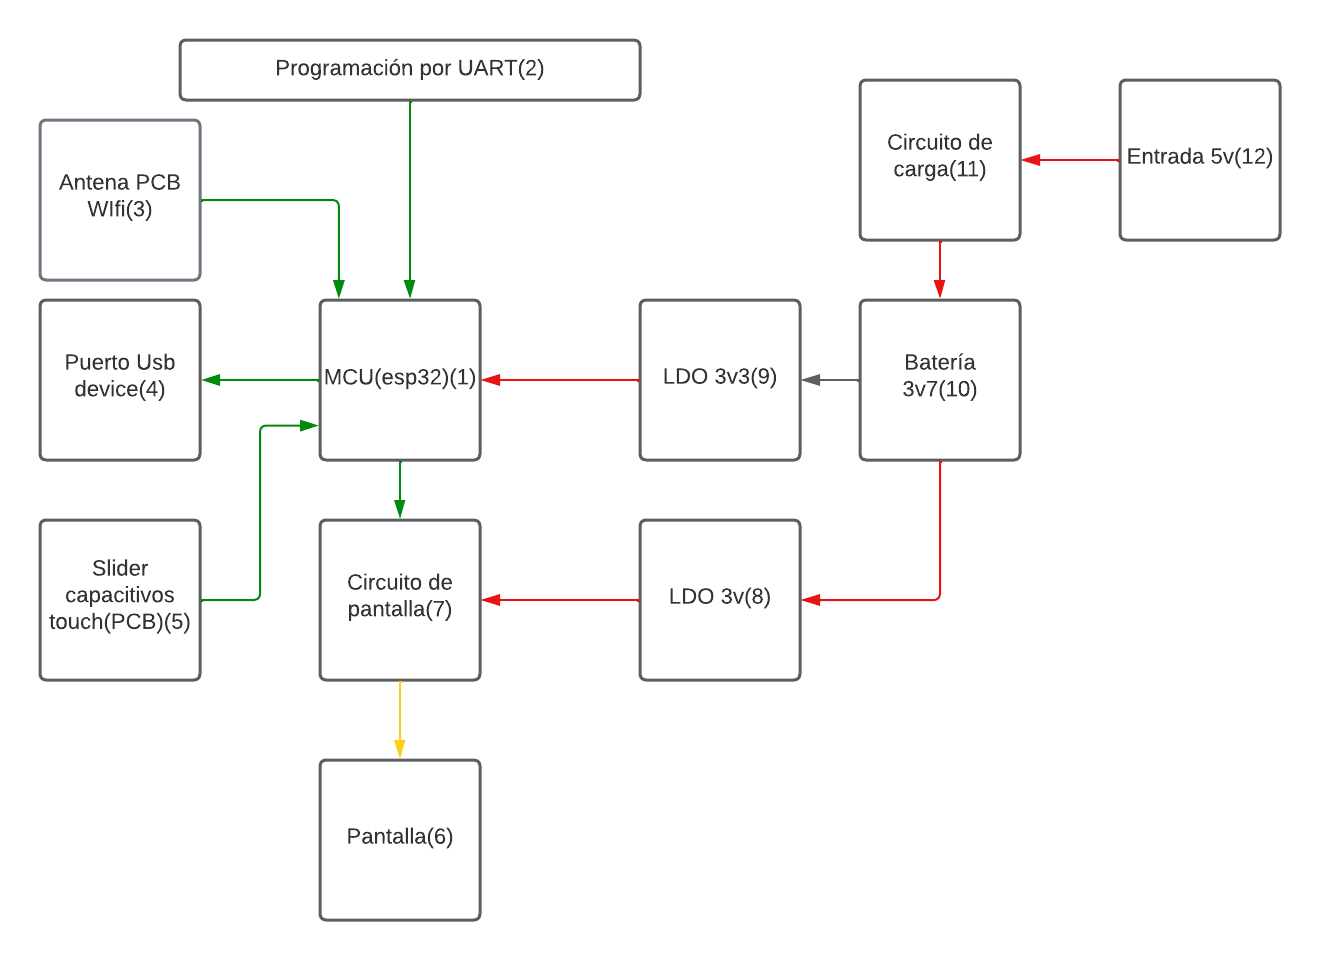 Programación por UART(2)
Antena PCB
WIfi(3)
Circuito de
carga(11)
Entrada 5v(12)
Puerto Usb
device(4)
MCU(esp32)(1)
LDO 3v3(9)
Batería
3v7(10)
Slider
capacitivos
touch(PCB)(5)
Circuito de
pantalla(7)
LDO 3v(8)
Pantalla(6)